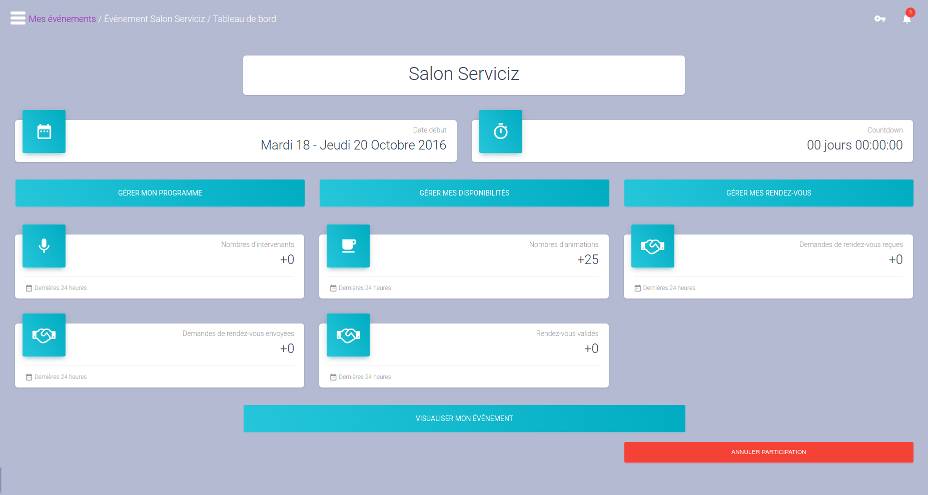 Mes événements / Évènement Salon Serviciz / Tableau de bord
Salon Serviciz
Date début
Mardi 18 - Jeudi 20 Octobre 2016
Countdown
00 jours 00:00:00
GÉRER MON PROGRAMME
GÉRER MES DISPONIBILITÉS
GÉRER MES RENDEZ-VOUS
Nombres d'intervenants
+0
Dernières 24 heures
Nombres d'animations
+25
Dernières 24 heures
Demandes de rendez-vous reçues
+0
Dernières 24 heures
Demandes de rendez-vous envoyées
+0
Dernières 24 heures
Rendez-vous validés
+0
Dernières 24 heures
VISUALISER MON ÉVÉNEMENT
ANNULER PARTICIPATION